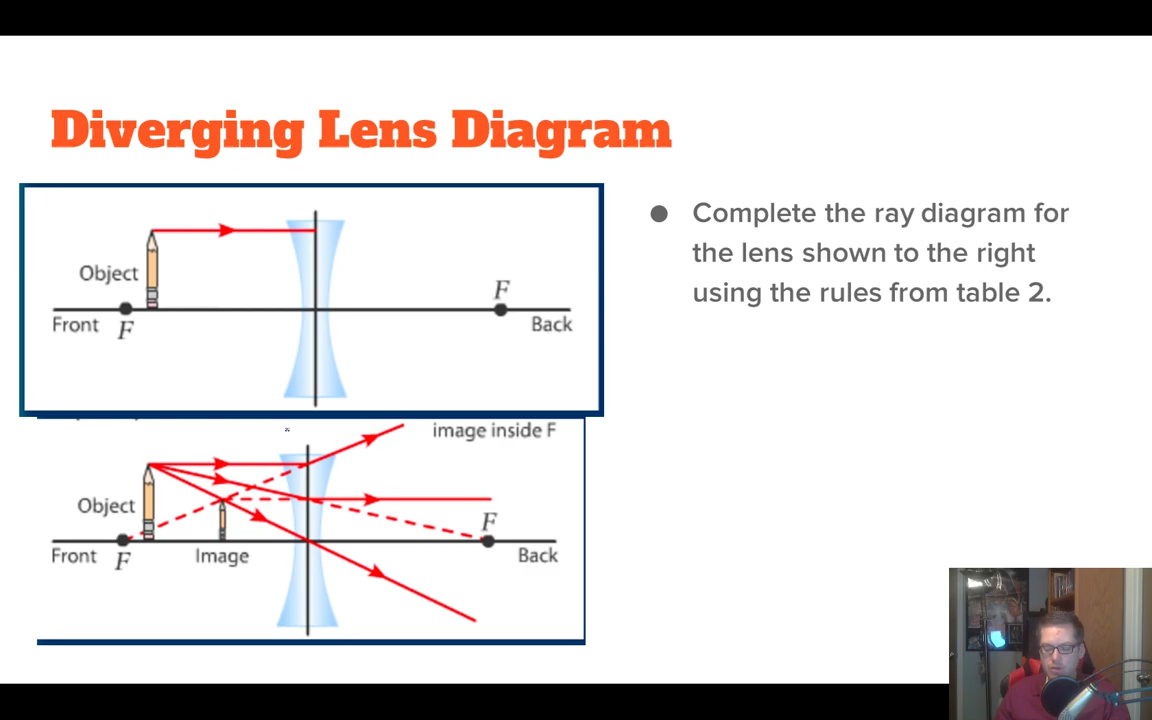 Diverging Lens Diagram
Object
F
Front
F
Back
● Complete the ray diagram for
the lens shown to the right
using the rules from table 2.
image inside F
Object
F
Front
F
Image
Back